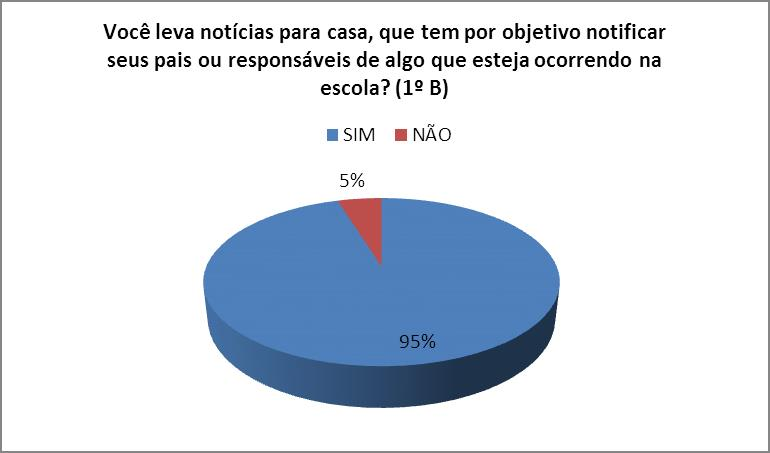 Você leva notícias para casa, que tem por objetivo notificar
seus pais ou responsáveis de algo que esteja ocorrendo na
escola? (1º B)
SIM NÃO
5%
95%